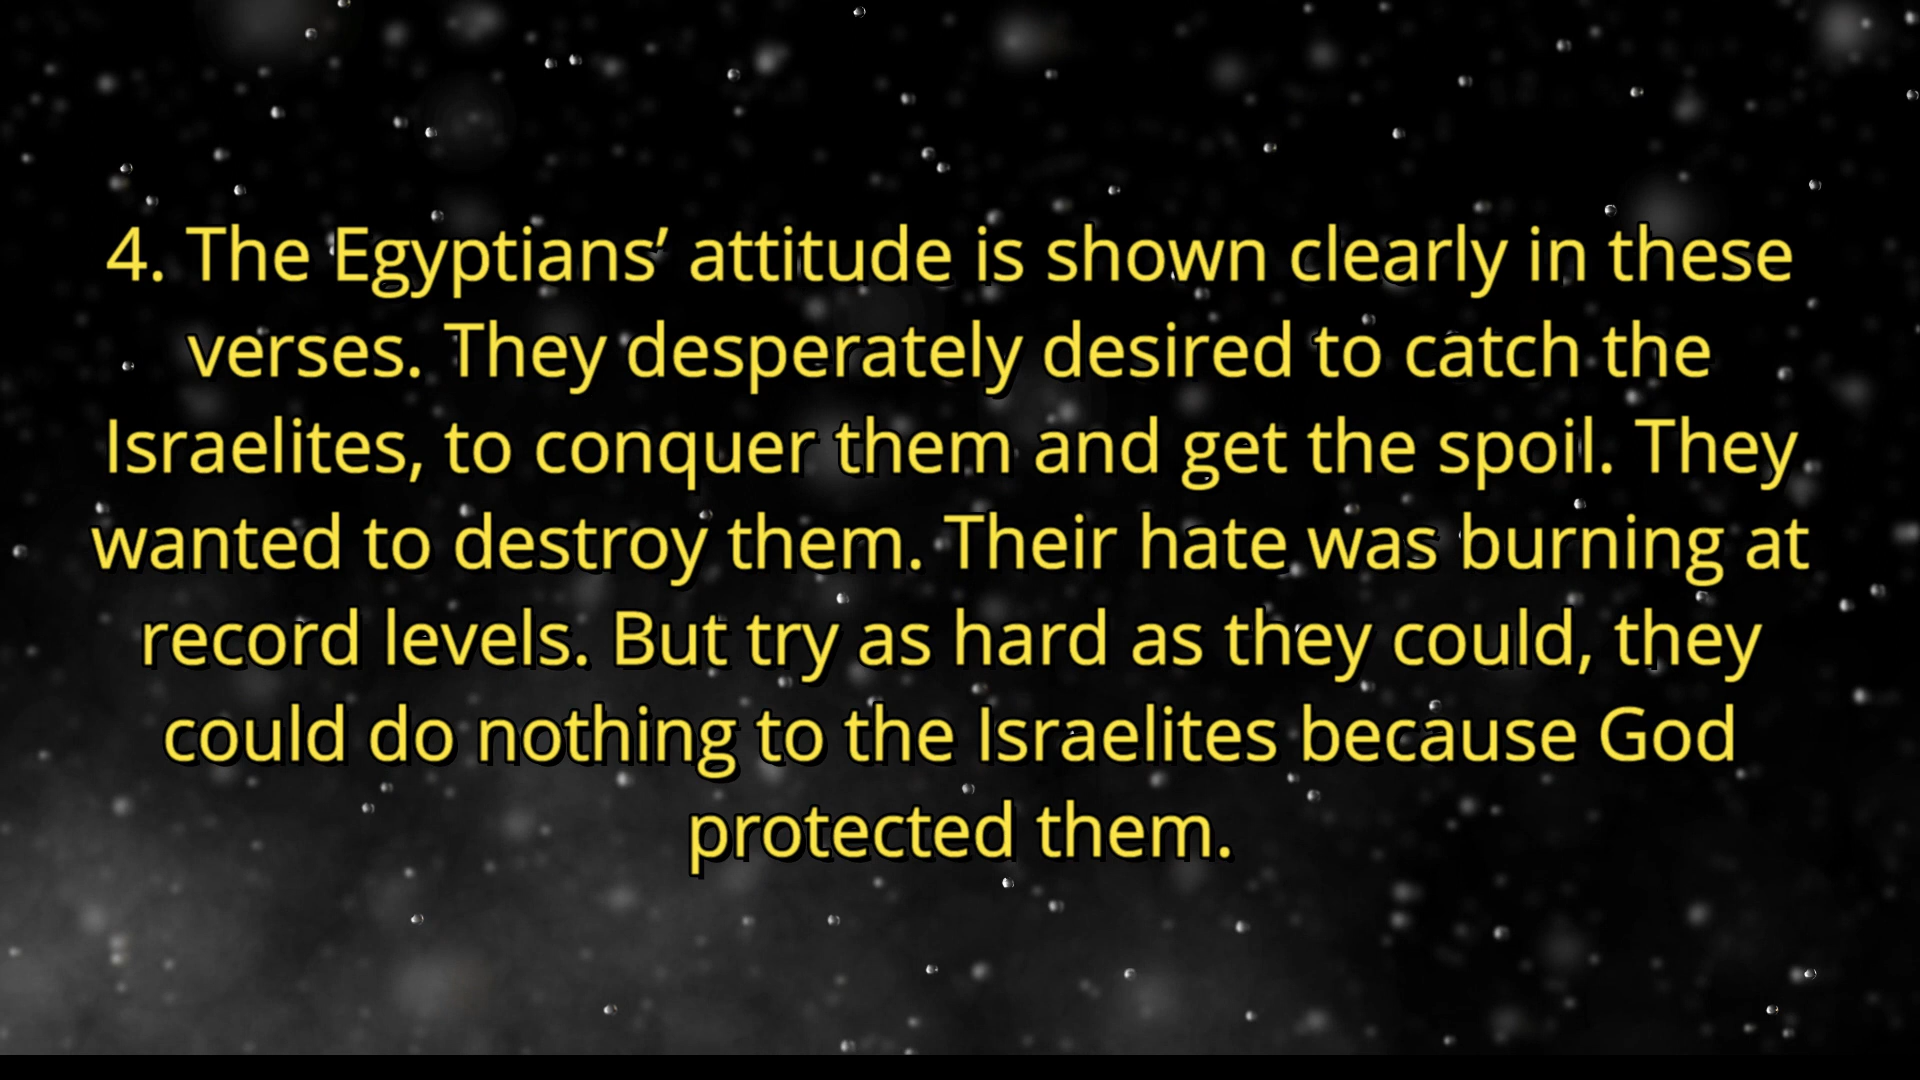 4. The Egyptians’ attitude is shown clearly in these
verses. They desperately desired to catch the
Israelites, to conquer them and get the spoil. They
wanted to destroy them. Their hate was burning at
record levels. But try as hard as they could, they
could do nothing to the Israelites because God
protected them.